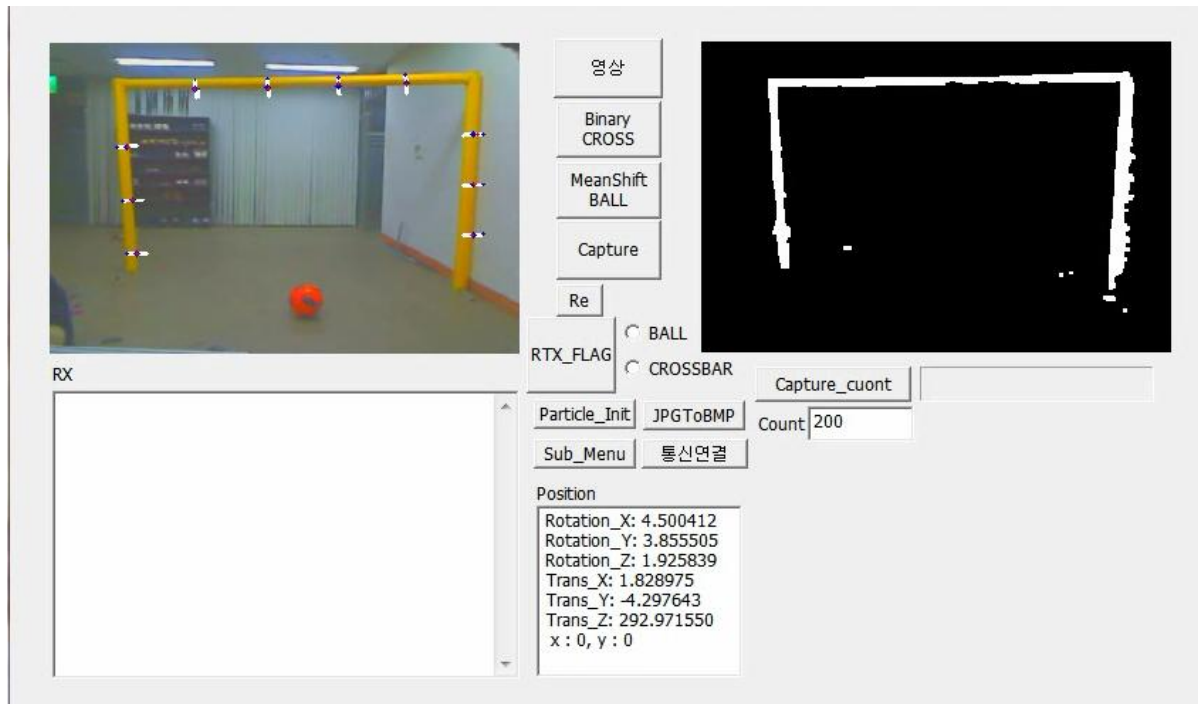 영상
Binary
CROSS
MeanShift
BALL
Capture
Re
RTX_FLAG
BALL
CROSSBAR
RX
Capture_cuont
Particle_Init
JPGToBMP
Count
200
Sub_Menu
통신연결
Position
Rotation_X: 4.500412
Rotation_Y: 3.855505
Rotation_Z: 1.925839
Trans_X: 1.828975
Trans_Y: -4.297643
Trans_Z: 292.971550
x : 0, y : 0